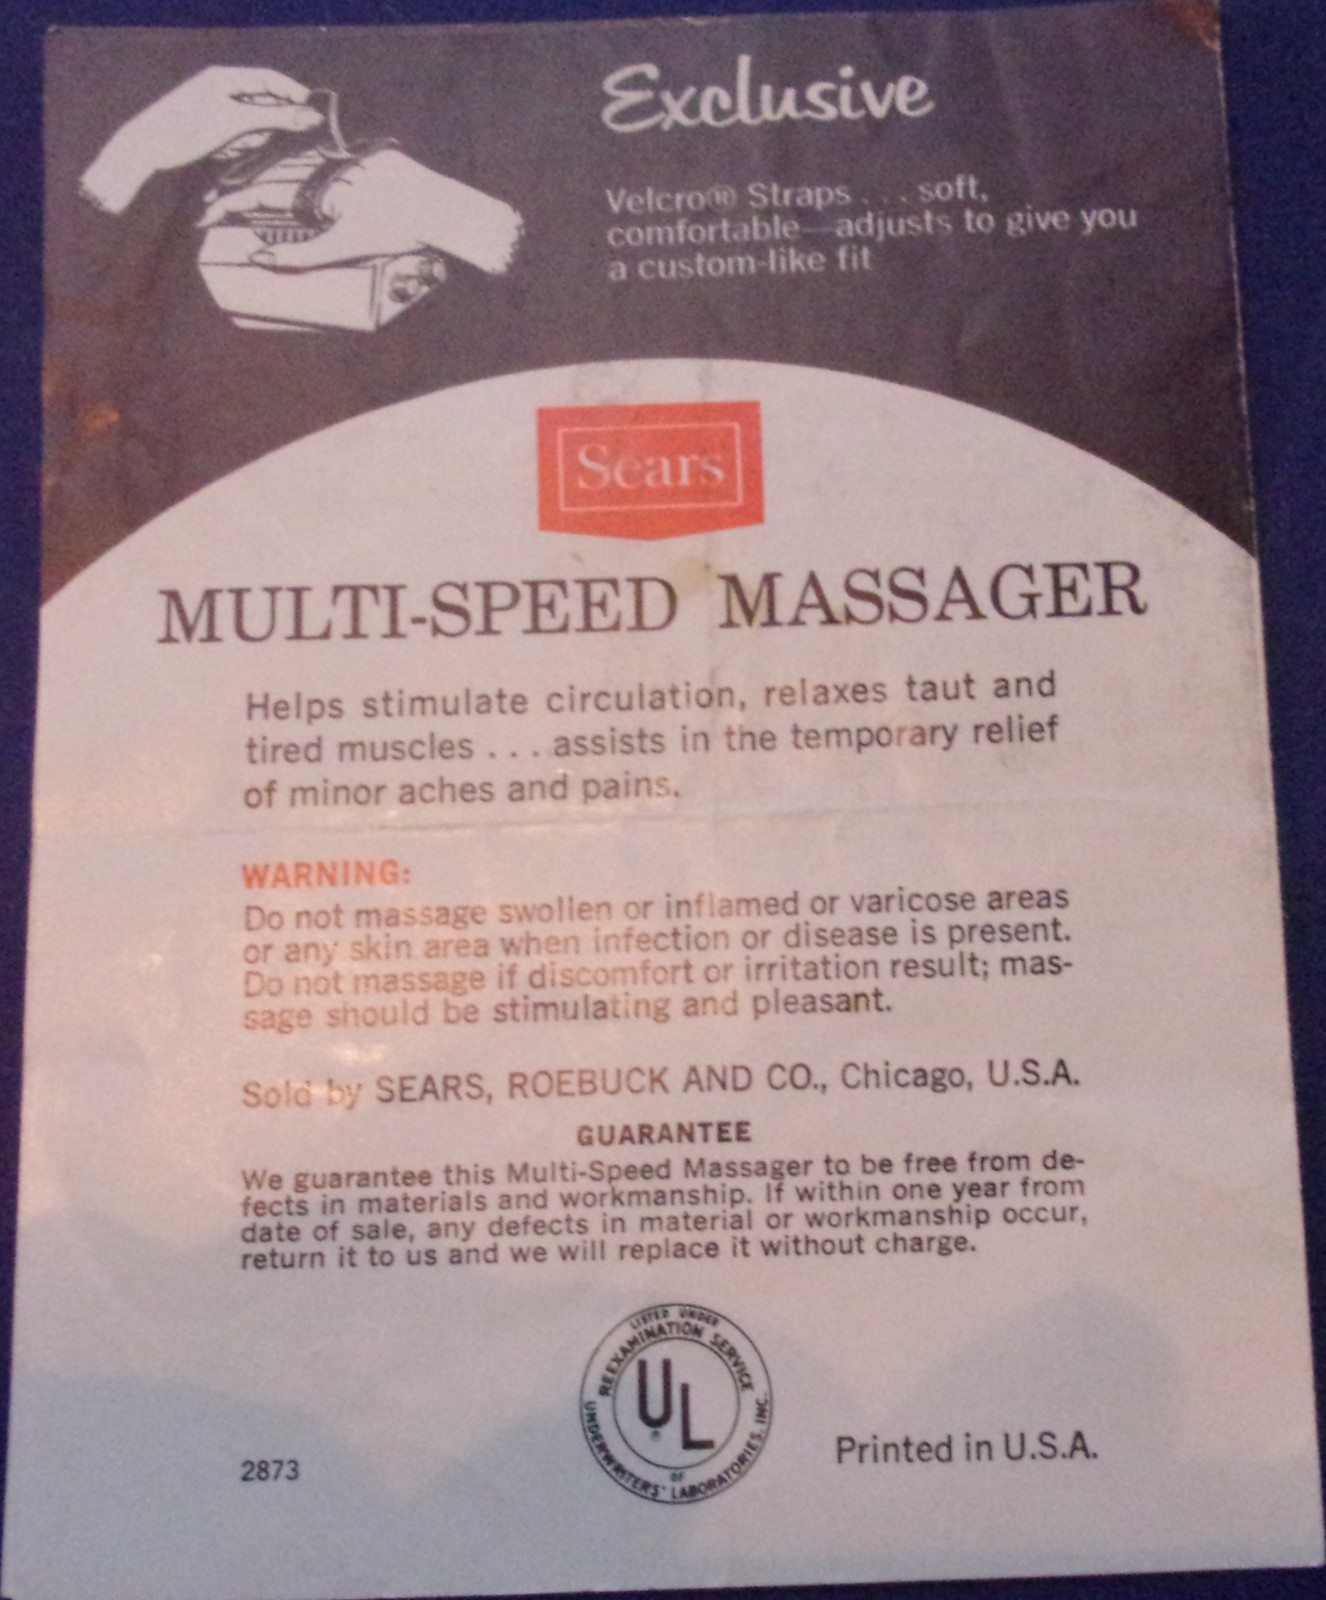 Exclusive
Velcro® Straps . . . soft,
comfortable—adjusts to give you
a custom-like fit
Sears
MULTI-SPEED MASSAGER
Helps stimulate circulation, relaxes taut and
tired muscles . . . assists in the temporary relief
of minor aches and pains.
WARNING:
Do not massage swollen or inflamed or varicose areas
or any skin area when infection or disease is present.
Do not massage if discomfort or irritation result; mas-
sage should be stimulating and pleasant.
Sold by SEARS, ROEBUCK AND CO., Chicago, U.S.A.
GUARANTEE
We guarantee this Multi-Speed Massager to be free from de-
fects in materials and workmanship. If within one year from
date of sale, any defects in material or workmanship occur,
return it to us and we will replace it without charge.
LISTED UNDER
REEXAMINATION SERVICE
UL®
OF
UNDERWRITERS' LABORATORIES, INC.
2873
Printed in U.S.A.